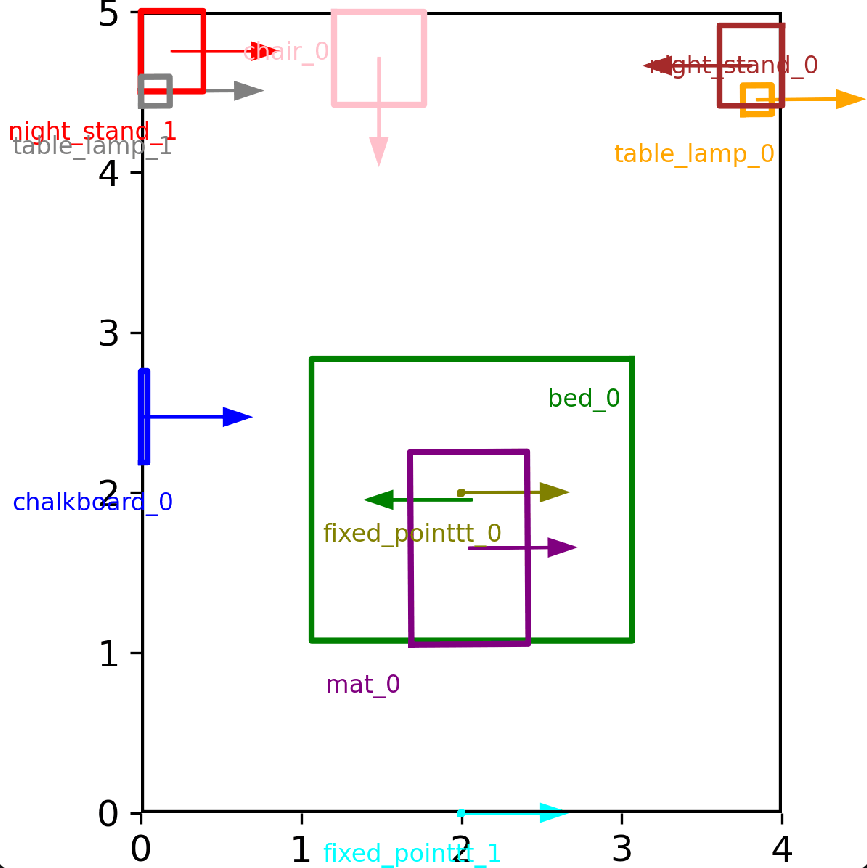 5
chair_0
night_stand_0
night_stand_1
table_lamp_1
table_lamp_0
4
3
bed_0
chalkboard_0
2
fixed_pointtt_0
1
mat_0
0
fixed_pointtt_1
0 1 2 3 4